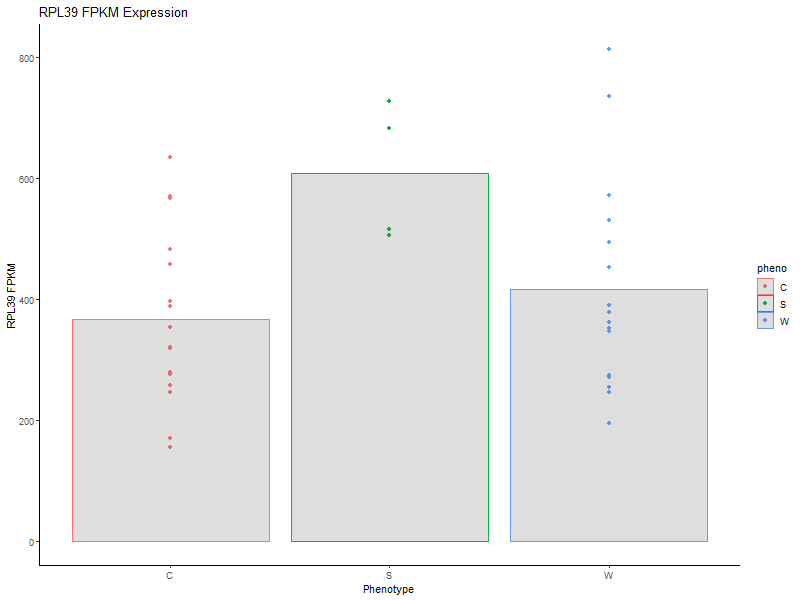 RPL39 FPKM Expression
800
600
400
200
0
RPL39 FPKM
C
S
W
Phenotype
pheno
C
S
W